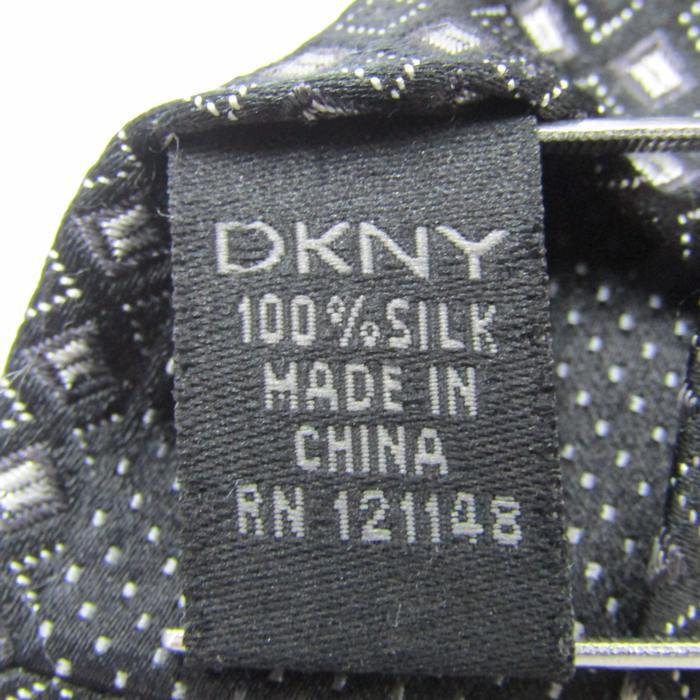 DKNY
100%SILK
MADE IN
CHINA
RN 121148